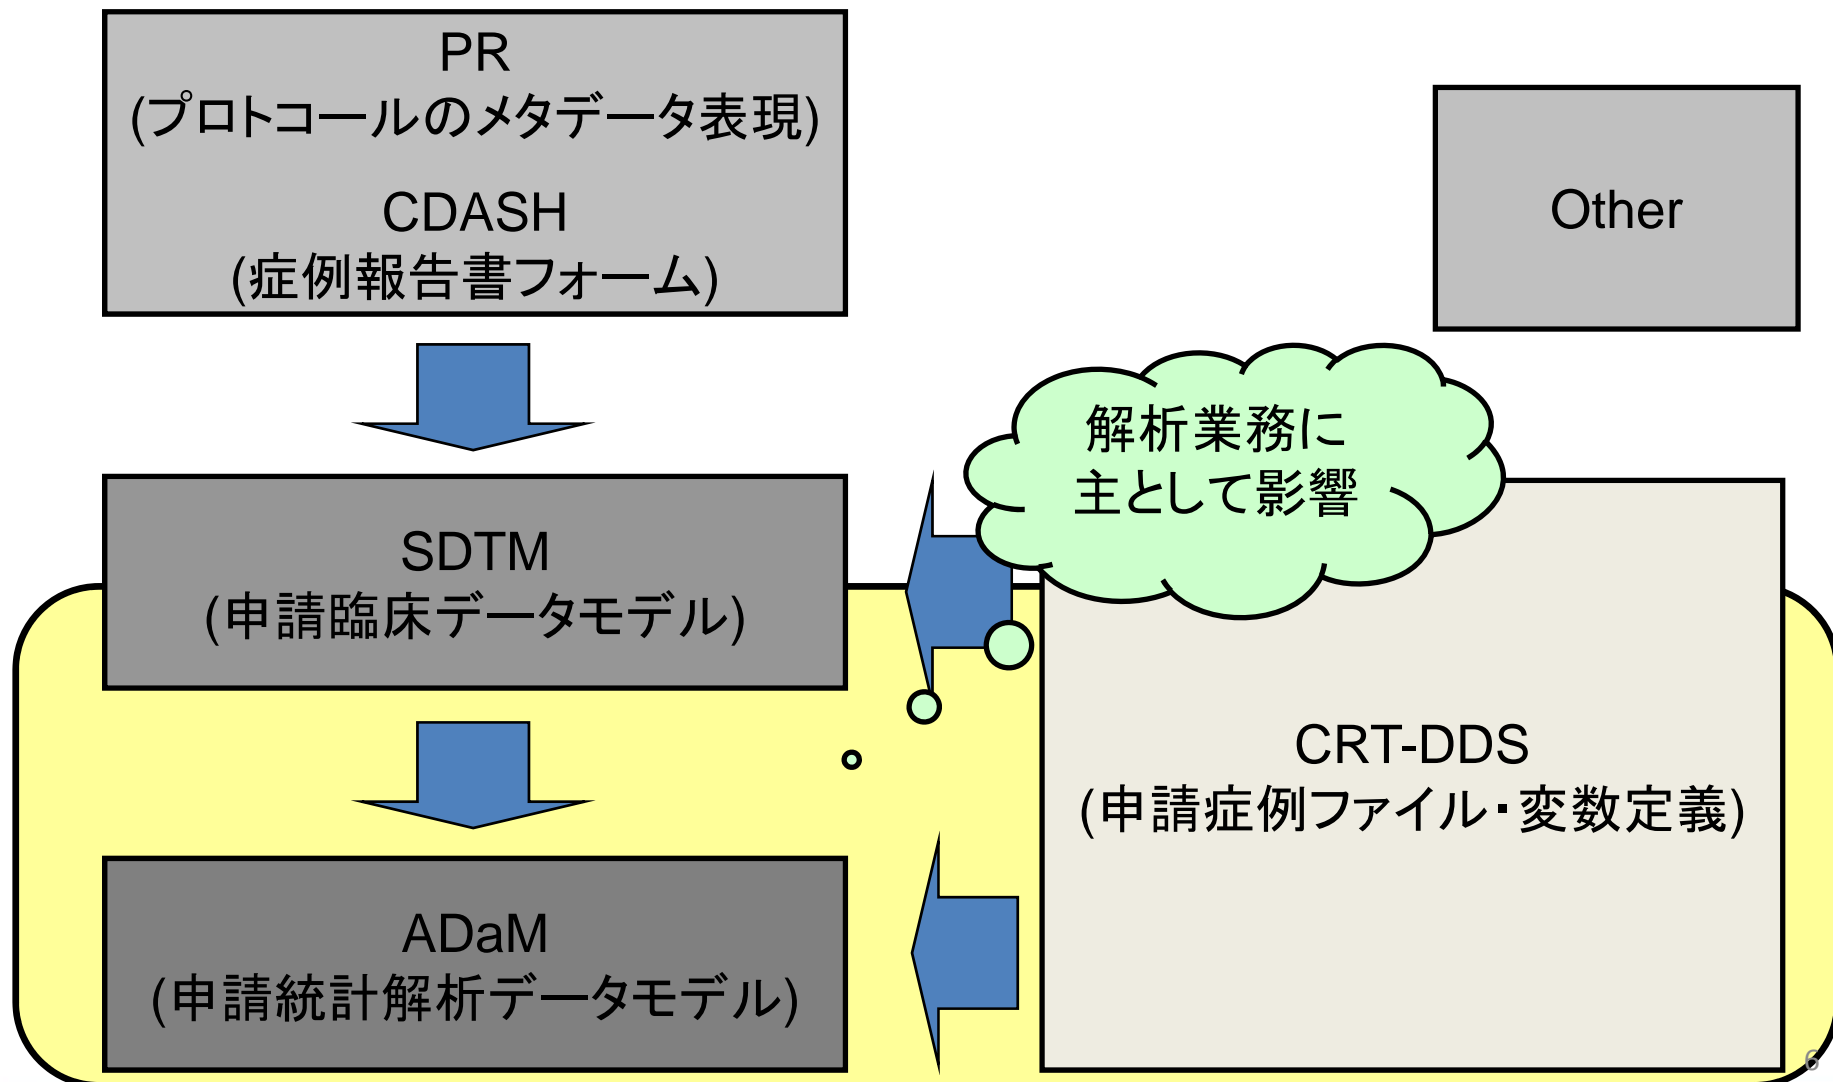 PR
(プロトコールのメタデータ表現)
CDASH
(症例報告書フォーム)
Other
解析業務に
主として影響
SDTM
(申請臨床データモデル)
CRT-DDS
(申請症例ファイル・変数定義)
ADaM
(申請統計解析データモデル)
6